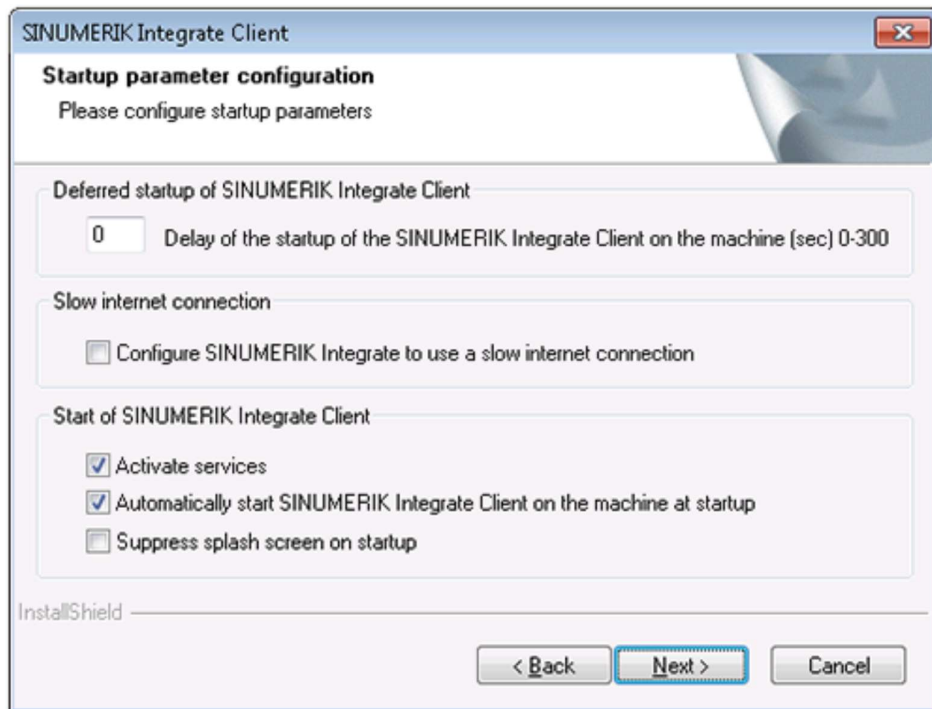 SINUMERIK Integrate Client
Startup parameter configuration
Please configure startup parameters
Deferred startup of SINUMERIK Integrate Client
0 Delay of the startup of the SINUMERIK Integrate Client on the machine (sec) 0-300
Slow internet connection
Configure SINUMERIK Integrate to use a slow internet connection
Start of SINUMERIK Integrate Client
Activate services
Automatically start SINUMERIK Integrate Client on the machine at startup
Suppress splash screen on startup
InstallShield
< Back Next > Cancel